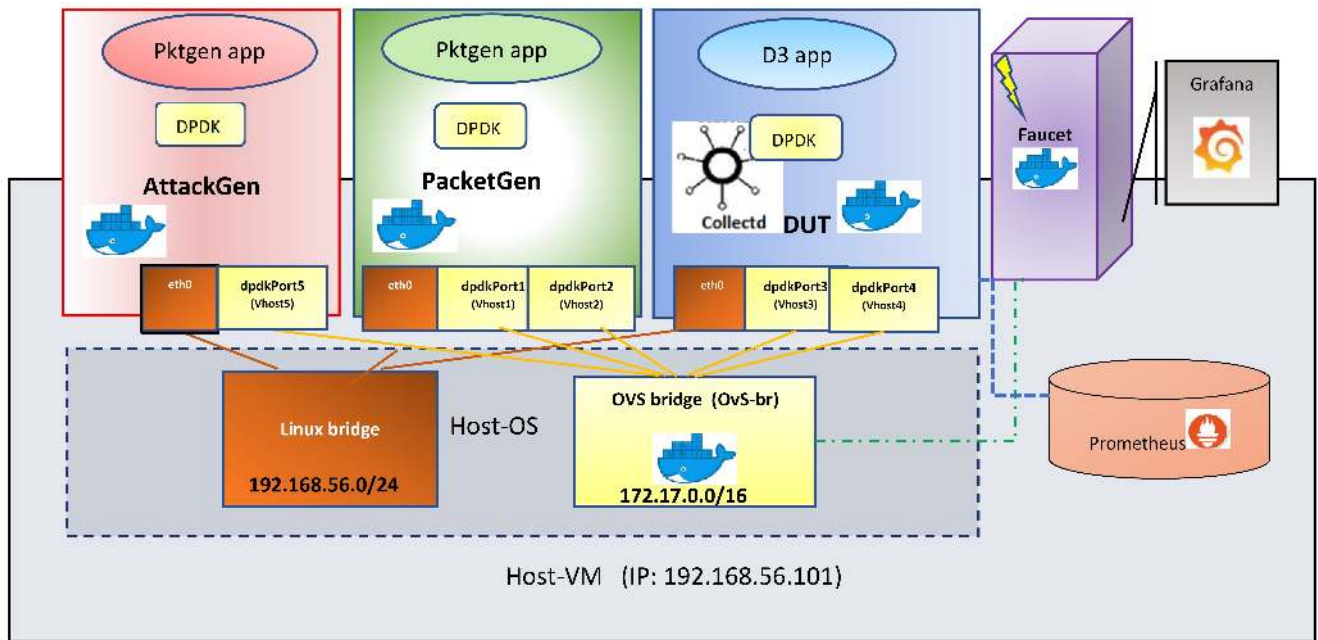 Pktgen app
DPDK
AttackGen
eth0
dpdkPort5
(Vhost5)
Pktgen app
DPDK
PacketGen
eth0
dpdkPort1
(Vhost1)
dpdkPort2
(Vhost2)
D3 app
DPDK
Collectd
DUT
eth0
dpdkPort3
(Vhost3)
dpdkPort4
(Vhost4)
Faucet
Grafana
Linux bridge
192.168.56.0/24
Host-OS
OVS bridge (OvS-br)
172.17.0.0/16
Prometheus
Host-VM (IP: 192.168.56.101)